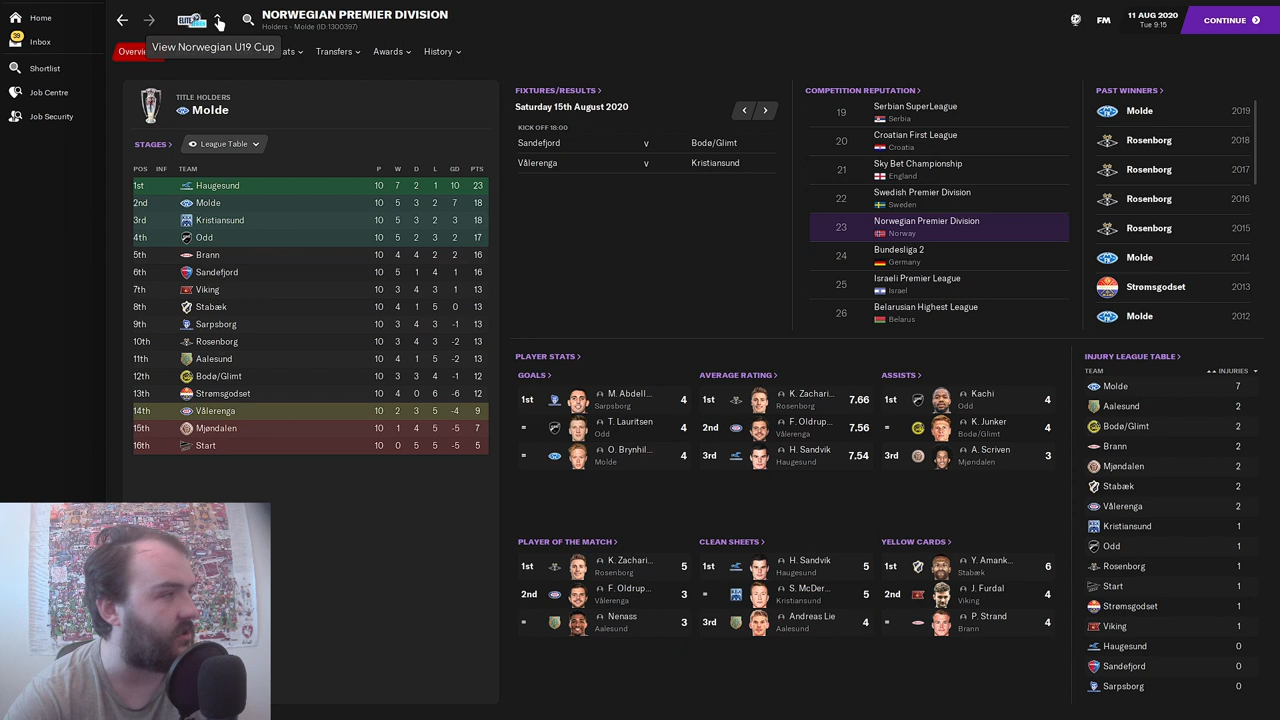 Home
39
Inbox
Shortlist
Job Centre
Job Security
NORWEGIAN PREMIER DIVISION
Holders - Molde (ID:1300397)
View Norwegian U19 Cup
FM
11 AUG 2020
Tue 9:15
CONTINUE
Transfers
Awards
History
TITLE HOLDERS
Molde
STAGES
League Table
POS INF TEAM P W D L GD PTS
1st Haugesund 10 7 2 1 10 23
2nd Molde 10 5 3 2 7 18
3rd Kristiansund 10 5 3 2 3 18
4th Odd 10 5 2 3 2 17
5th Brann 10 4 4 2 2 16
6th Sandefjord 10 5 1 4 1 16
7th Viking 10 3 4 3 1 13
8th Stabæk 10 4 1 5 0 13
9th Sarpsborg 10 3 4 3 -1 13
10th Rosenborg 10 3 4 3 -2 13
11th Aalesund 10 4 1 5 -2 13
12th Bodø/Glimt 10 3 3 4 -1 12
13th Strømsgodset 10 4 0 6 -6 12
14th Vålerenga 10 2 3 5 -4 9
15th Mjøndalen 10 1 4 5 -5 7
16th Start 10 0 5 5 -5 5
FIXTURES/RESULTS
Saturday 15th August 2020
KICK OFF 18:00
Sandefjord v Bodø/Glimt
Vålerenga v Kristiansund
COMPETITION REPUTATION
19 Serbian SuperLeague
Serbia
20 Croatian First League
Croatia
21 Sky Bet Championship
England
22 Swedish Premier Division
Sweden
23 Norwegian Premier Division
Norway
24 Bundesliga 2
Germany
25 Israeli Premier League
Israel
26 Belarusian Highest League
Belarus
PAST WINNERS
Molde 2019
Rosenborg 2018
Rosenborg 2017
Rosenborg 2016
Rosenborg 2015
Molde 2014
Strømsgodset 2013
Molde 2012
PLAYER STATS
GOALS
1st M. Abdell... 4
Sarpsborg
= T. Lauritsen 4
Odd
= O. Brynhil... 4
Molde
AVERAGE RATING
1st K. Zachari... 7.66
Rosenborg
2nd F. Oldrup... 7.56
Vålerenga
3rd H. Sandvik 7.54
Haugesund
ASSISTS
1st Kachi 4
Odd
= K. Junker 4
Bodø/Glimt
3rd A. Scriven 3
Mjøndalen
PLAYER OF THE MATCH
1st K. Zachari... 5
Rosenborg
2nd F. Oldrup... 3
Vålerenga
= Nenass 3
Aalesund
CLEAN SHEETS
1st H. Sandvik 5
Haugesund
= S. McDer... 5
Kristiansund
3rd Andreas Lie 4
Aalesund
YELLOW CARDS
1st Y. Amank... 6
Stabæk
2nd J. Furdal 4
Viking
= P. Strand 4
Brann
INJURY LEAGUE TABLE
TEAM INJURIES
Molde 7
Aalesund 2
Bodø/Glimt 2
Brann 2
Mjøndalen 2
Stabæk 2
Vålerenga 2
Kristiansund 1
Odd 1
Rosenborg 1
Start 1
Strømsgodset 1
Viking 1
Haugesund 0
Sandefjord 0
Sarpsborg 0